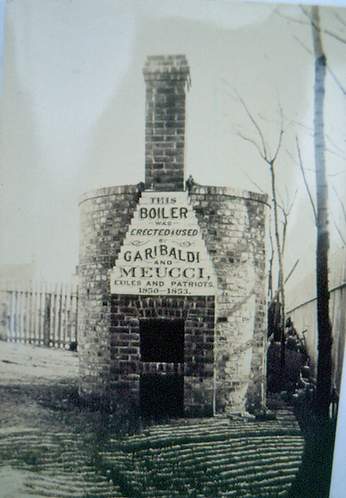 THIS
BOILER
WAS
ERECTED & USED
BY
GARIBALDI
AND
MEUCCI,
EXILES AND PATRIOTS.
1850-1853.